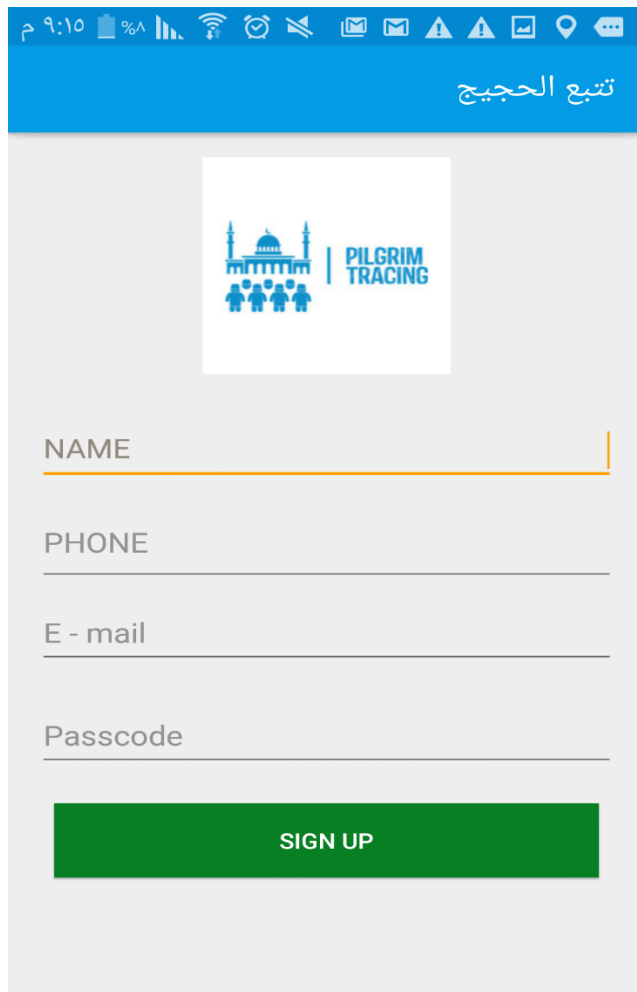 ٩:١٥ م %٨
تتبع الحجيج
PILGRIM
TRACING
NAME
PHONE
E - mail
Passcode
SIGN UP